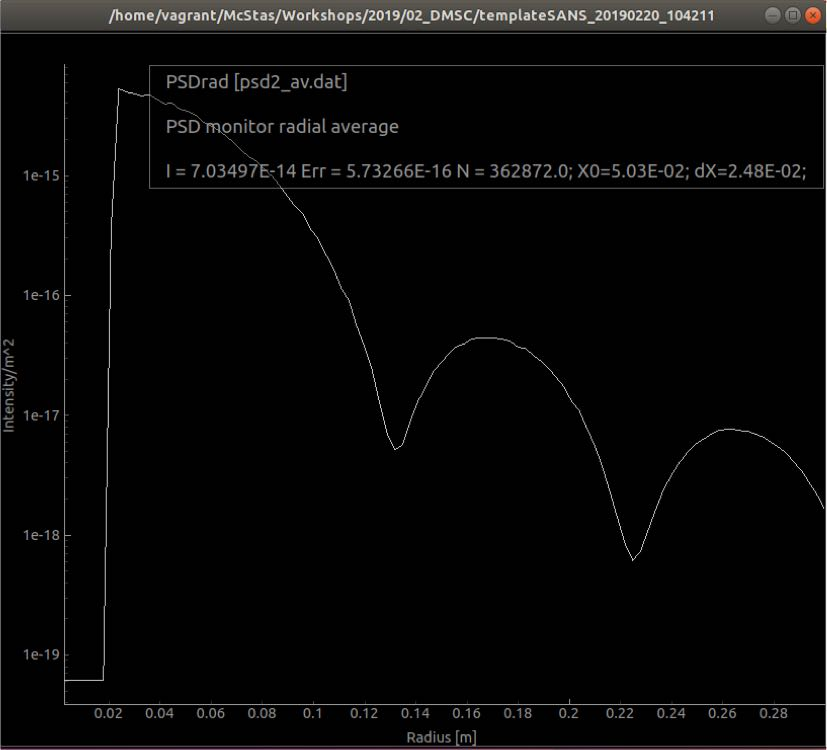 /home/vagrant/McStas/Workshops/2019/02_DMSC/templateSANS_20190220_104211
PSDrad [psd2_av.dat]
PSD monitor radial average
I = 7.03497E-14 Err = 5.73266E-16 N = 362872.0; X0=5.03E-02; dX=2.48E-02;
1e-15
1e-16
1e-17
1e-18
1e-19
Intensity/m^2
0.02 0.04 0.06 0.08 0.1 0.12 0.14 0.16 0.18 0.2 0.22 0.24 0.26 0.28
Radius [m]